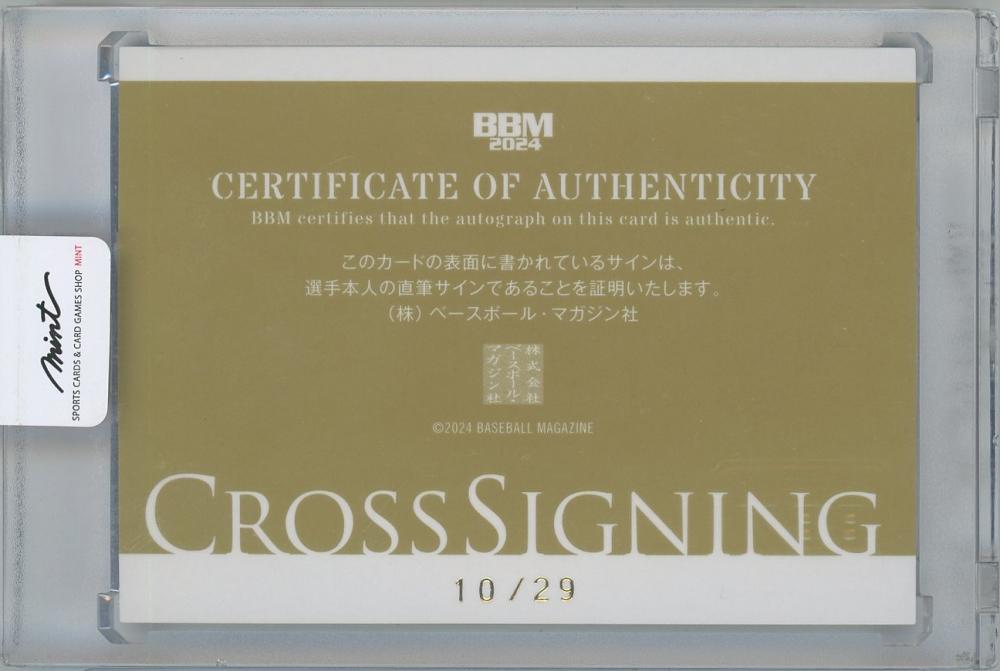 BBM
2024
CERTIFICATE OF AUTHENTICITY
BBM certifies that the autograph on this card is authentic.
このカードの表面に書かれているサインは、
選手本人の直筆サインであることを証明いたします。
（株）ベースボール・マガジン社
株式会社
ベースボール・
マガジン社
©2024 BASEBALL MAGAZINE
CROSSSIGNING
10/29
mint
SPORTS CARDS & CARD GAMES SHOP MINT